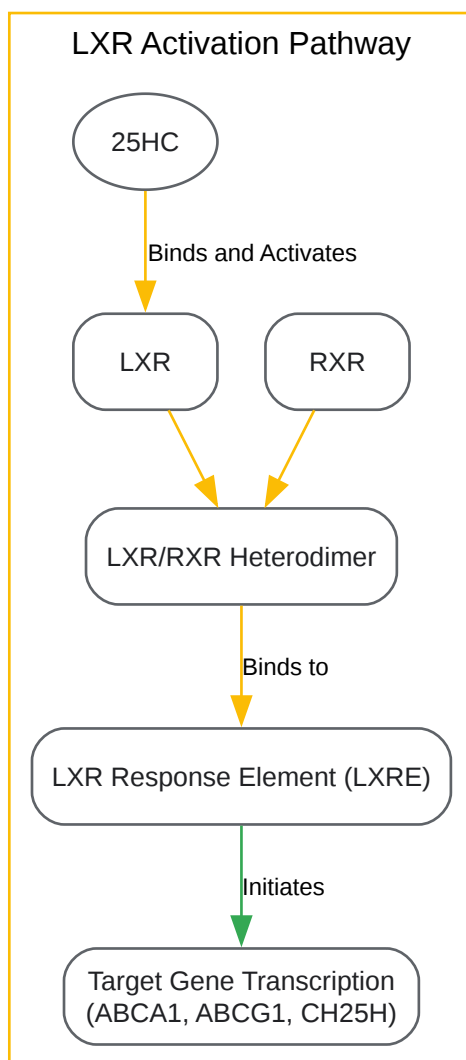 LXR Activation Pathway
25HC
Binds and Activates
LXR
RXR
LXR/RXR Heterodimer
Binds to
LXR Response Element (LXRE)
Initiates
Target Gene Transcription
(ABCA1, ABCG1, CH25H)